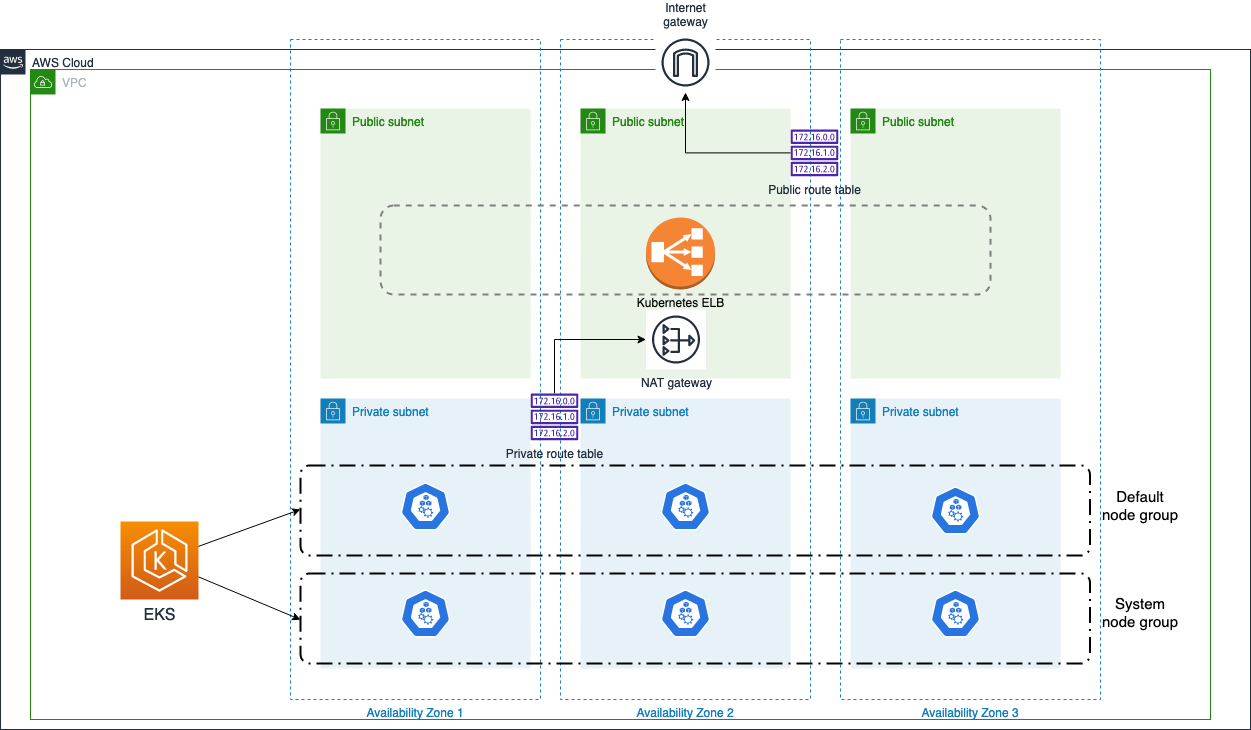 Internet
gateway
aws
AWS Cloud
VPC
Public subnet
Public subnet
Public subnet
172.16.0.0
172.16.1.0
172.16.2.0
Public route table
Kubernetes ELB
NAT gateway
Private subnet
172.16.0.0
172.16.1.0
172.16.2.0
Private subnet
Private subnet
Private route table
Default
node group
K
EKS
System
node group
Availability Zone 1
Availability Zone 2
Availability Zone 3